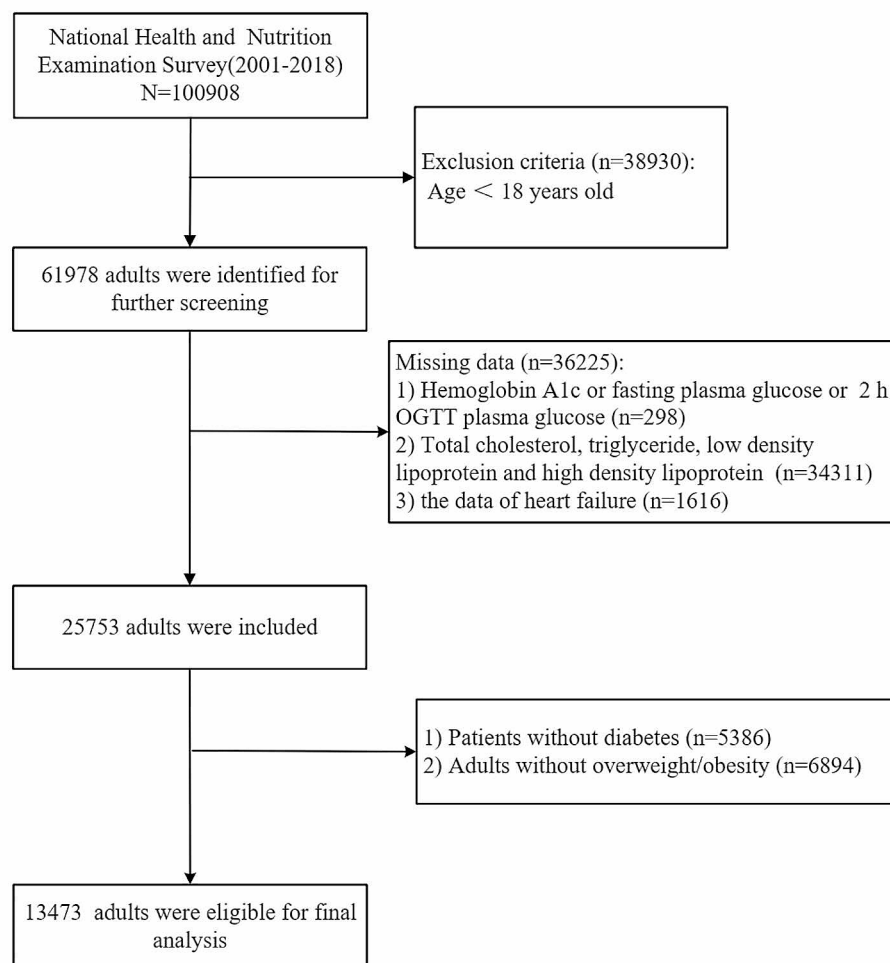 National Health and Nutrition
Examination Survey(2001-2018)
N=100908
Exclusion criteria (n=38930):
Age < 18 years old
61978 adults were identified for
further screening
Missing data (n=36225):
1) Hemoglobin A1c or fasting plasma glucose or 2 h
OGTT plasma glucose (n=298)
2) Total cholesterol, triglyceride, low density
lipoprotein and high density lipoprotein (n=34311)
3) the data of heart failure (n=1616)
25753 adults were included
1) Patients without diabetes (n=5386)
2) Adults without overweight/obesity (n=6894)
13473 adults were eligible for final
analysis